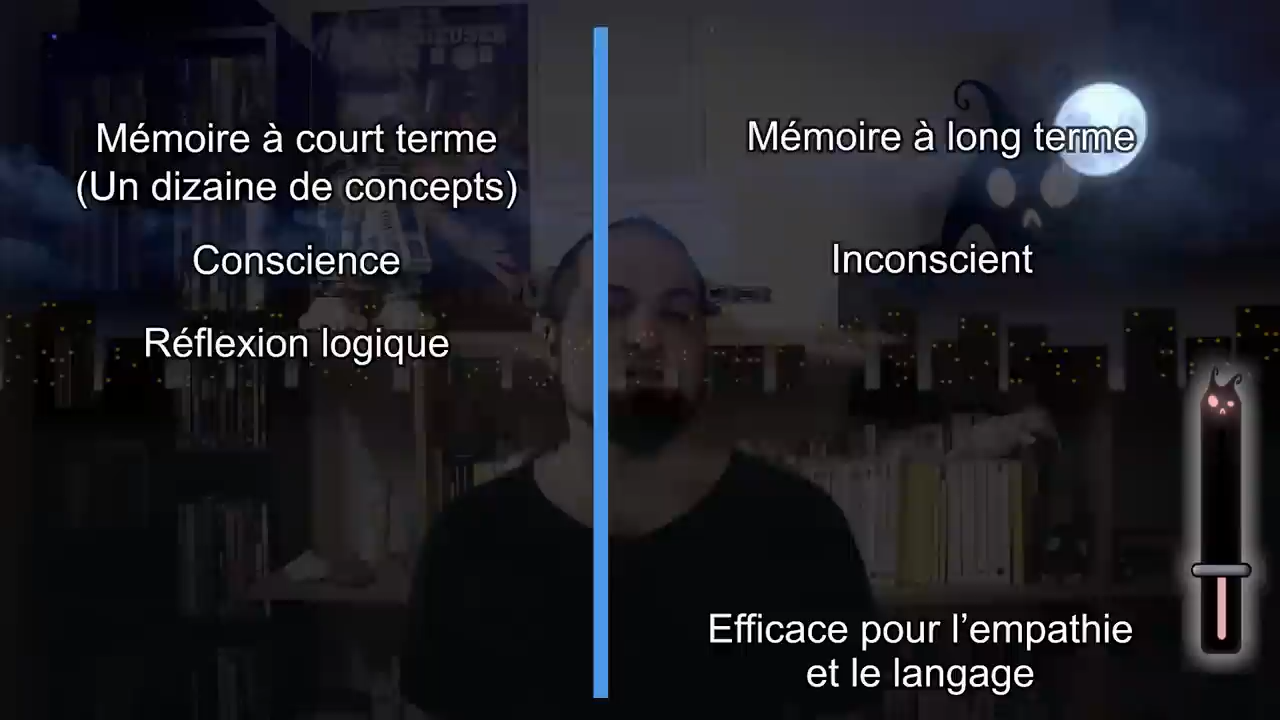 Mémoire à court terme
(Un dizaine de concepts)
Conscience
Réflexion logique
Mémoire à long terme
Inconscient
Efficace pour l’empathie
et le langage